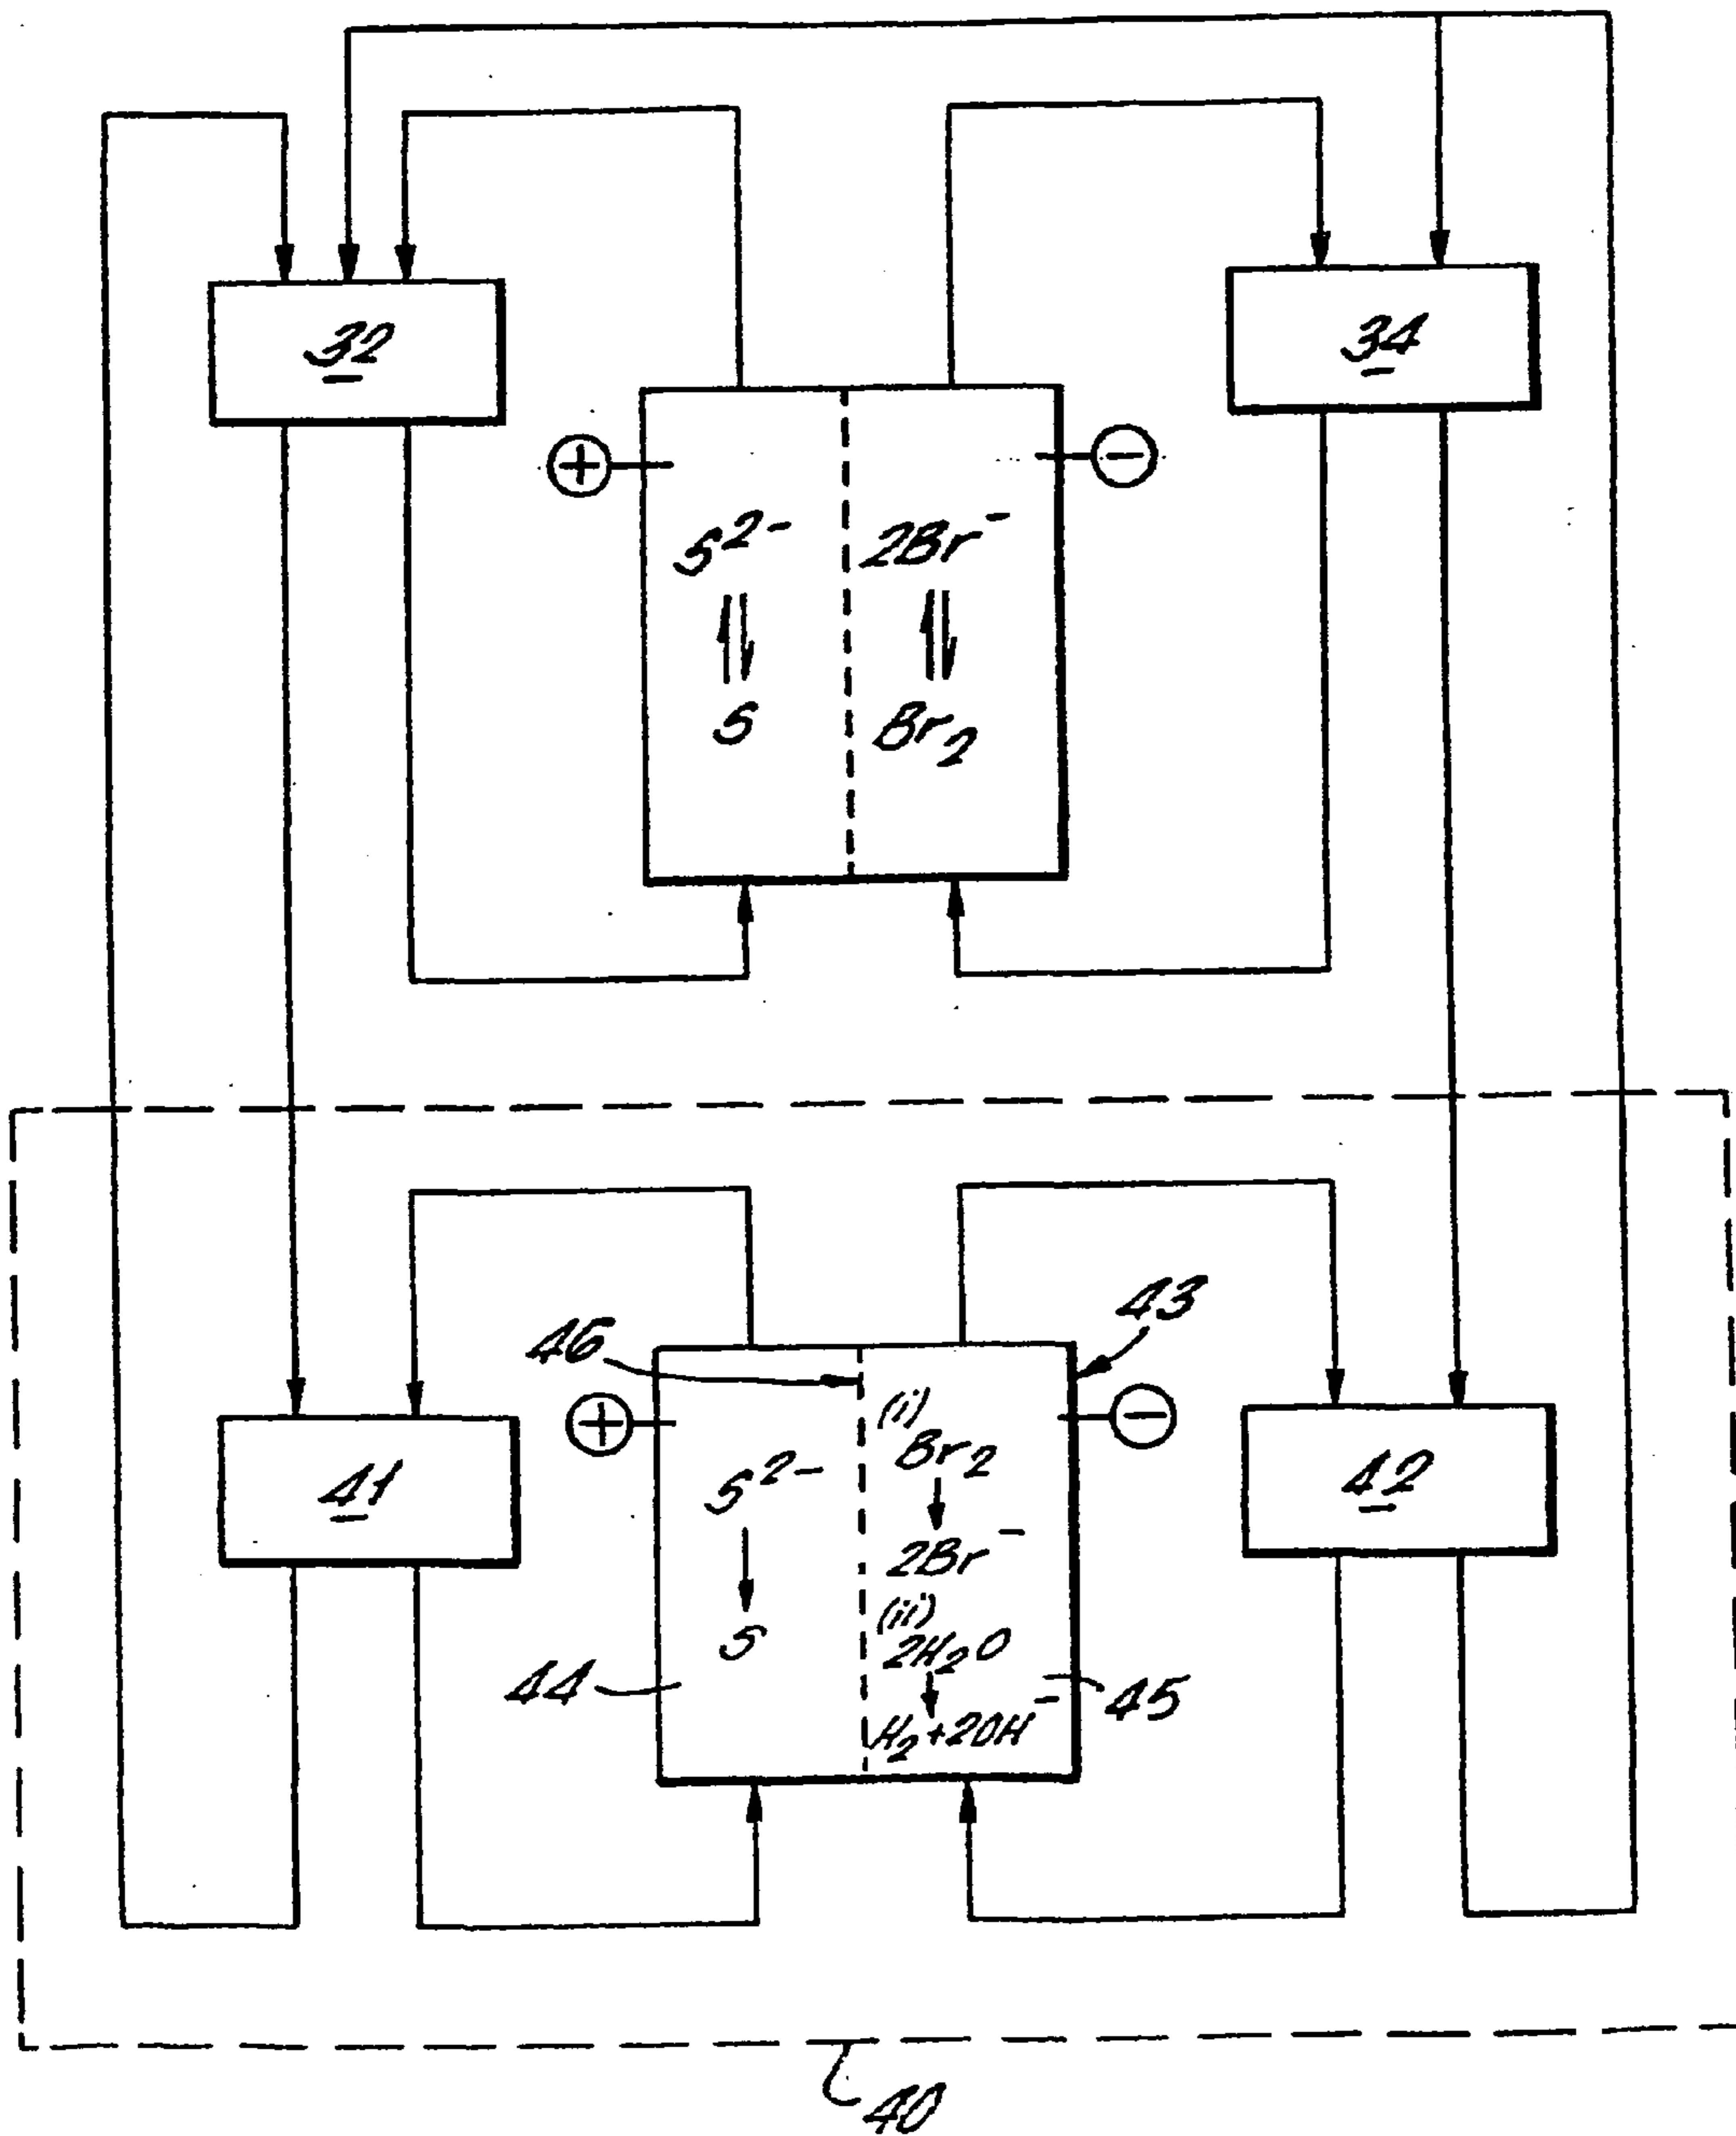 32
34
+
−
S²⁻
2Br⁻
S
Br₂
46
43
+
−
(i)
Br₂
41
42
S²⁻
2Br⁻
(ii)
S
2H₂O
44
45
H₂+2OH⁻
40